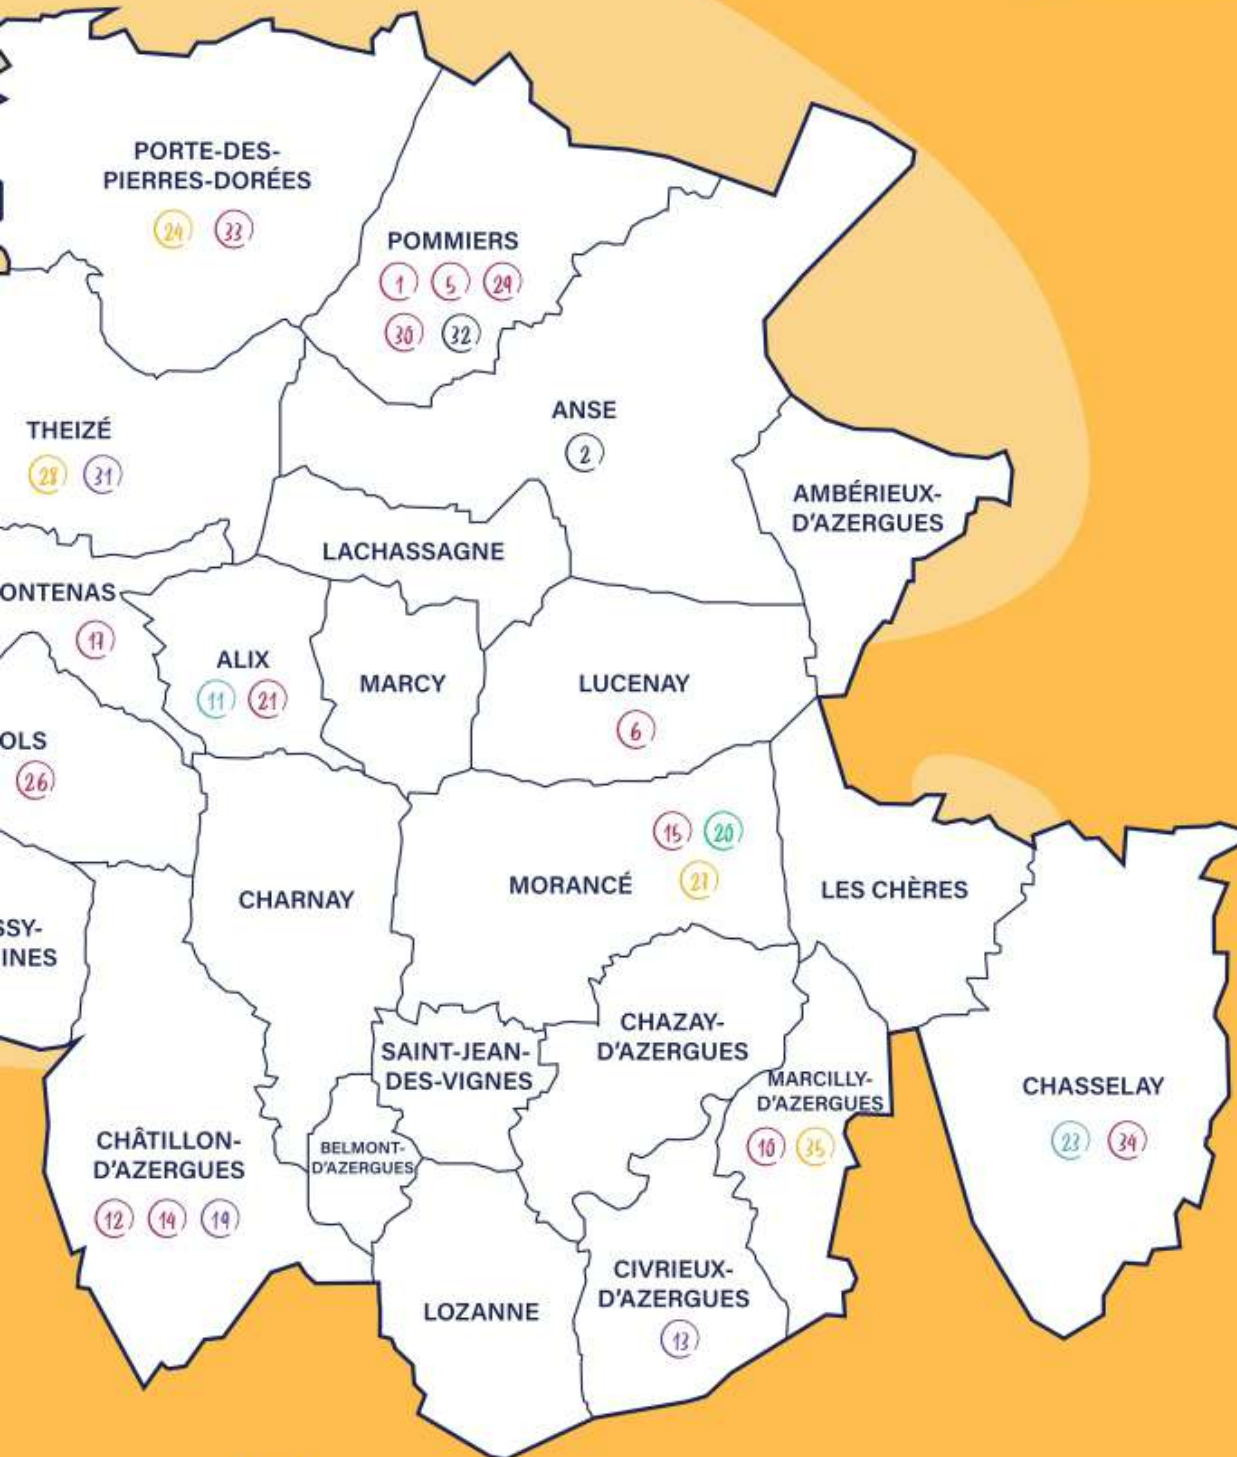 PORTE-DES-
PIERRES-DORÉES
24 33
POMMIERS
1 5 29
30 32
THEIZÉ
28 31
ANSE
2
AMBÉRIEUX-
D'AZERGUES
LACHASSAGNE
ONTENAS
17
ALIX
11 21
MARCY
LUCENAY
6
OLS
26
CHARNAY
MORANCÉ
15 20
27
LES CHÈRES
SSY-
INES
SAINT-JEAN-
DES-VIGNES
CHAZAY-
D'AZERGUES
MARCILLY-
D'AZERGUES
10 35
CHASSELAY
23 34
CHÂTILLON-
D'AZERGUES
12 14 19
BELMONT-
D'AZERGUES
LOZANNE
CIVRIEUX-
D'AZERGUES
13